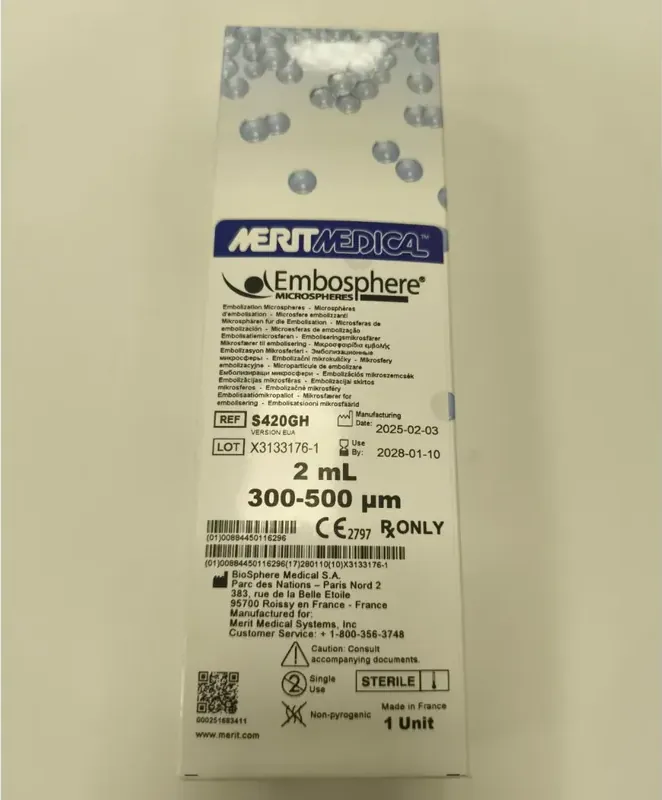 MERITMEDICAL™
Embosphere®
MICROSPHERES
Embolization Microspheres - Microsphères
d'embolisation - Microsfere embolizzanti
Mikrosphären für die Embolisation - Microsferas de
embolización - Microesferas de embolização
Embolisatiemicrosferen - Emboliseringsmikrosfärer
Mikrosfærer til embolisering - Μικροσφαιρίδια εμβολής
Embolizasyon Mikrosferleri - Эмболизационные
микросферы - Embolizační mikrokuličky - Mikrosfery
embolizacyjne - Microparticule de embolizare
Емболизиращи микросфери - Embolizációs mikroszemcsék
Embolizācijas mikrosfēras - Embolizacijai skirtos
mikrosferos - Embolizačné mikrosféry
Embolisaatiomikropallot - Mikrosfærer for
embolisering - Embolisatsiooni mikrosfäärid
REF S420GH
VERSION EUA
Manufacturing
Date: 2025-02-03
LOT X3133176-1
Use
By: 2028-01-10
2 mL
300-500 µm
(01)00884450116296
CE 2797 Rx ONLY
(01)00884450116296(17)280110(10)X3133176-1
BioSphere Medical S.A.
Parc des Nations – Paris Nord 2
383, rue de la Belle Etoile
95700 Roissy en France - France
Manufactured for:
Merit Medical Systems, Inc
Customer Service: + 1-800-356-3748
Caution: Consult
accompanying documents.
2 Single
Use
STERILE
000251683411
Non-pyrogenic
Made in France
1 Unit
www.merit.com